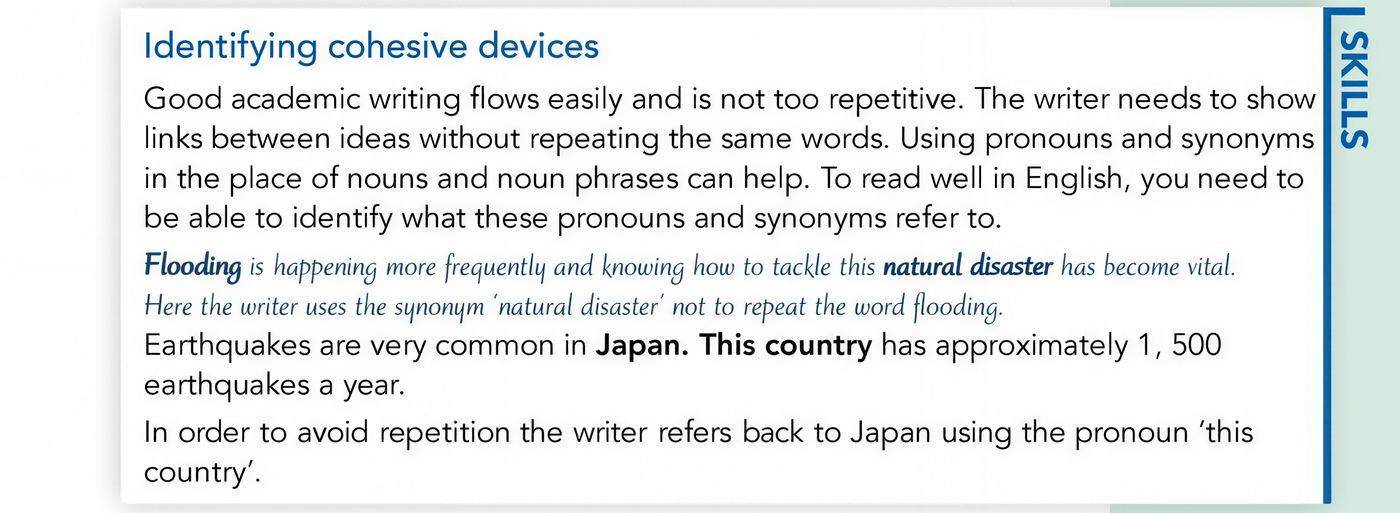 Identifying cohesive devices
Good academic writing flows easily and is not too repetitive. The writer needs to show
links between ideas without repeating the same words. Using pronouns and synonyms
in the place of nouns and noun phrases can help. To read well in English, you need to
be able to identify what these pronouns and synonyms refer to.
Flooding is happening more frequently and knowing how to tackle this natural disaster has become vital.
Here the writer uses the synonym 'natural disaster' not to repeat the word flooding.
Earthquakes are very common in Japan. This country has approximately 1, 500
earthquakes a year.
In order to avoid repetition the writer refers back to Japan using the pronoun ‘this
country’.
SKILLS